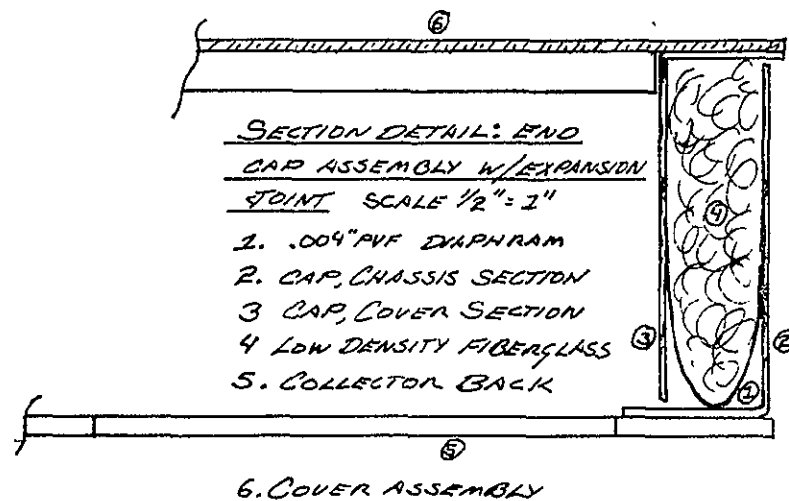 6
SECTION DETAIL: END
CAP ASSEMBLY W/EXPANSION
JOINT SCALE 1/2" = 1"
1. .004" PVF DIAPHRAM
2. CAP, CHASSIS SECTION
3 CAP, COVER SECTION
4 LOW DENSITY FIBERGLASS
5. COLLECTOR BACK
4
3
2
1
5
6. COVER ASSEMBLY